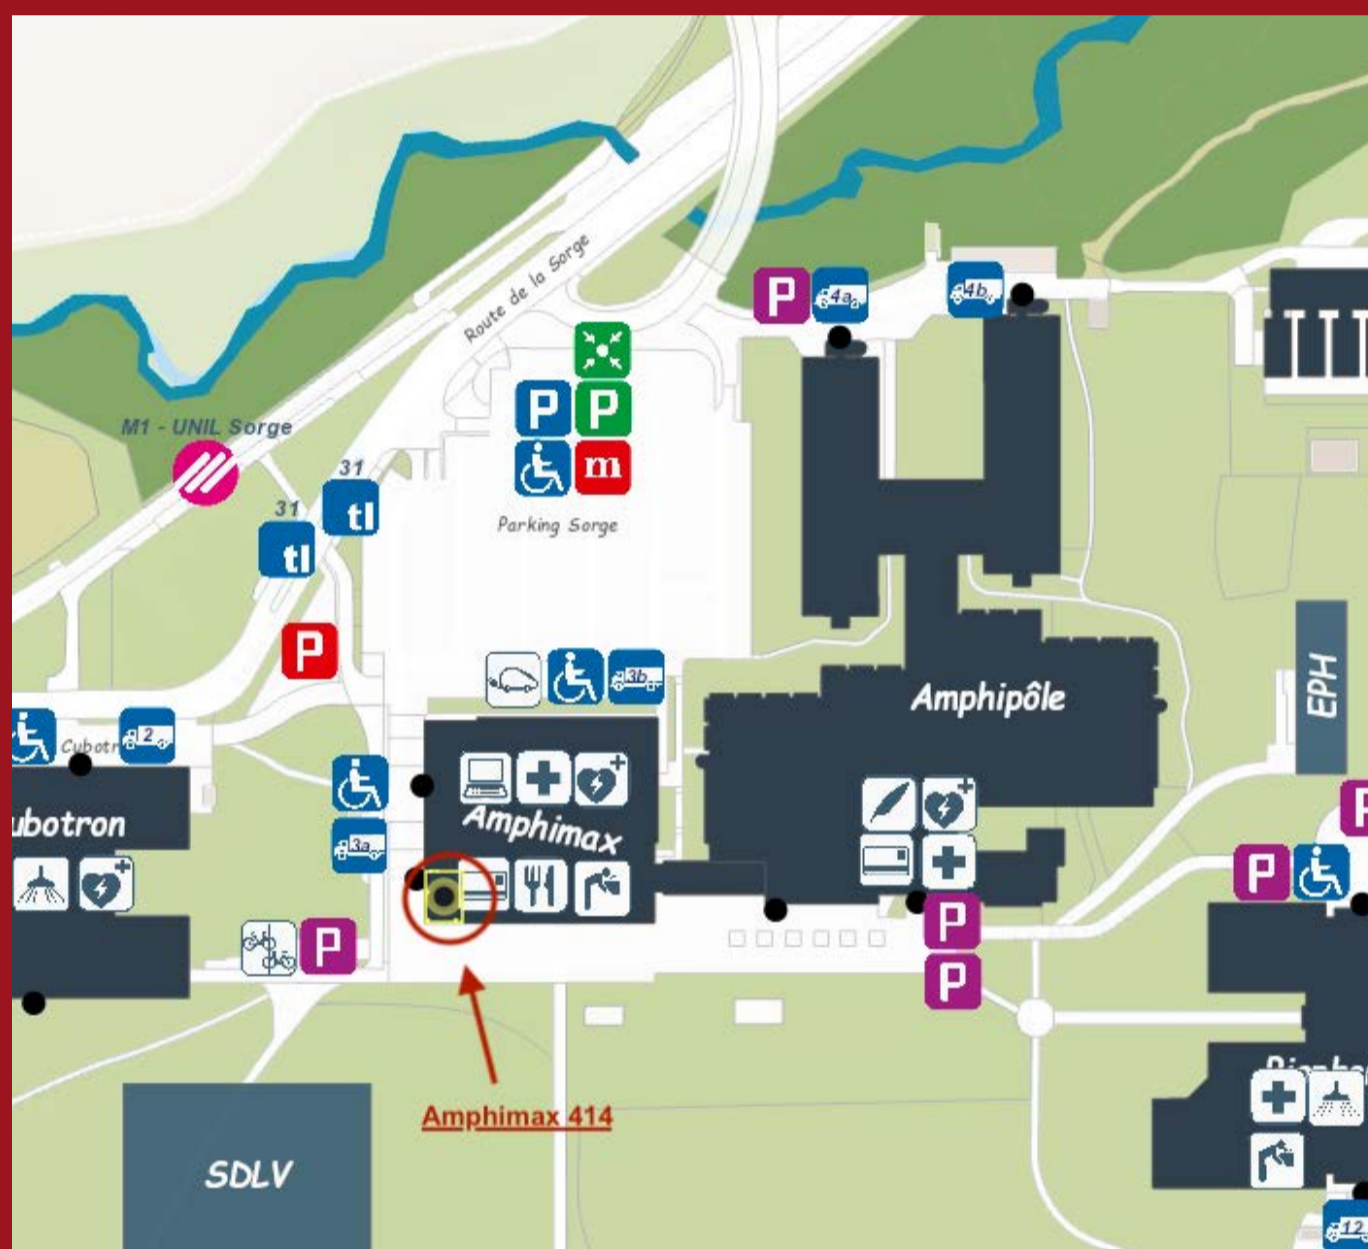 Route de la Sorge
4a
4b
P
M1 - UNIL Sorge
P
P
m
31
tl
31
tl
Parking Sorge
P
3b
EPH
Amphipôle
2
ubotron
Amphimax
3a
P
P
P
P
P
Amphimax 414
SDLV
12